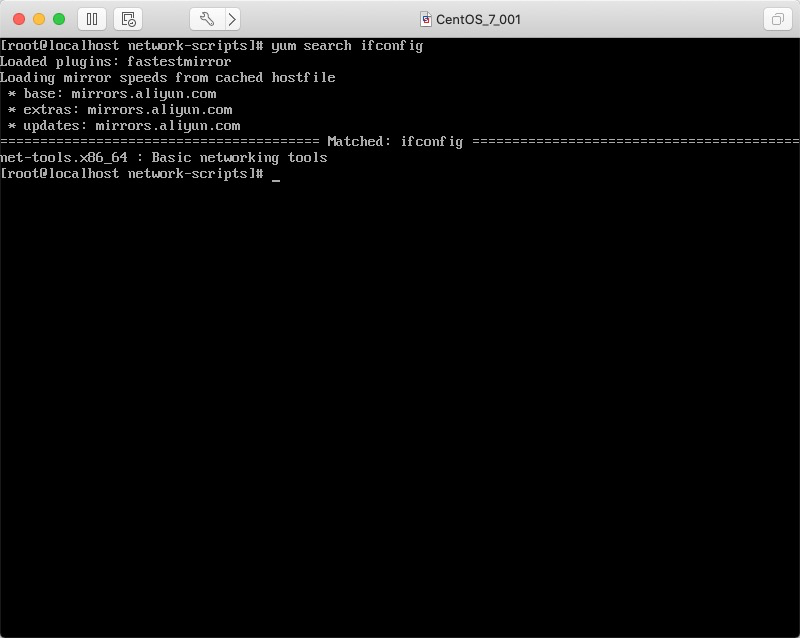 CentOS_7_001
[root@localhost network-scripts]# yum search ifconfig
Loaded plugins: fastestmirror
Loading mirror speeds from cached hostfile
 * base: mirrors.aliyun.com
 * extras: mirrors.aliyun.com
 * updates: mirrors.aliyun.com
======================================== Matched: ifconfig =========================================
net-tools.x86_64 : Basic networking tools
[root@localhost network-scripts]# _